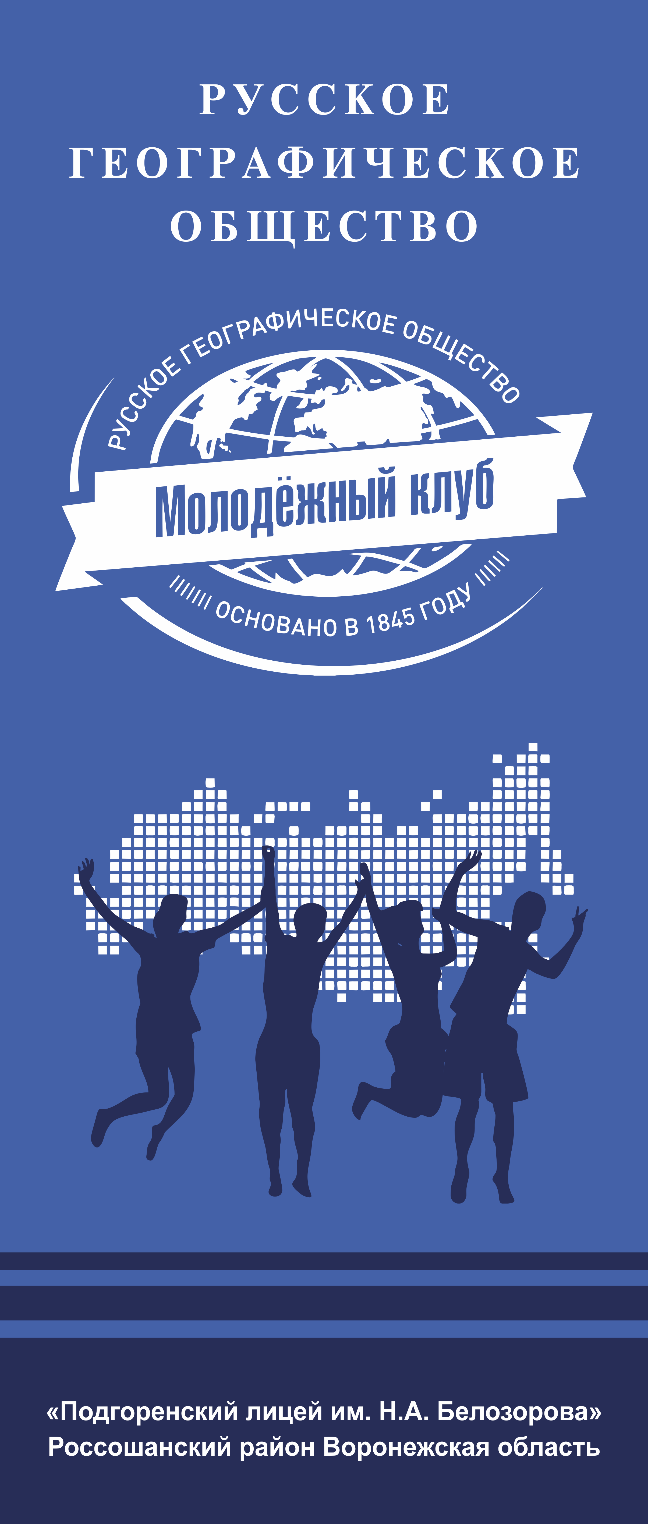 РУССКОЕ
ГЕОГРАФИЧЕСКОЕ
ОБЩЕСТВО
РУССКОЕ ГЕОГРАФИЧЕСКОЕ ОБЩЕСТВО
Молодёжный клуб
ОСНОВАНО В 1845 ГОДУ
«Подгоренский лицей им. Н.А. Белозорова»
Россошанский район Воронежская область